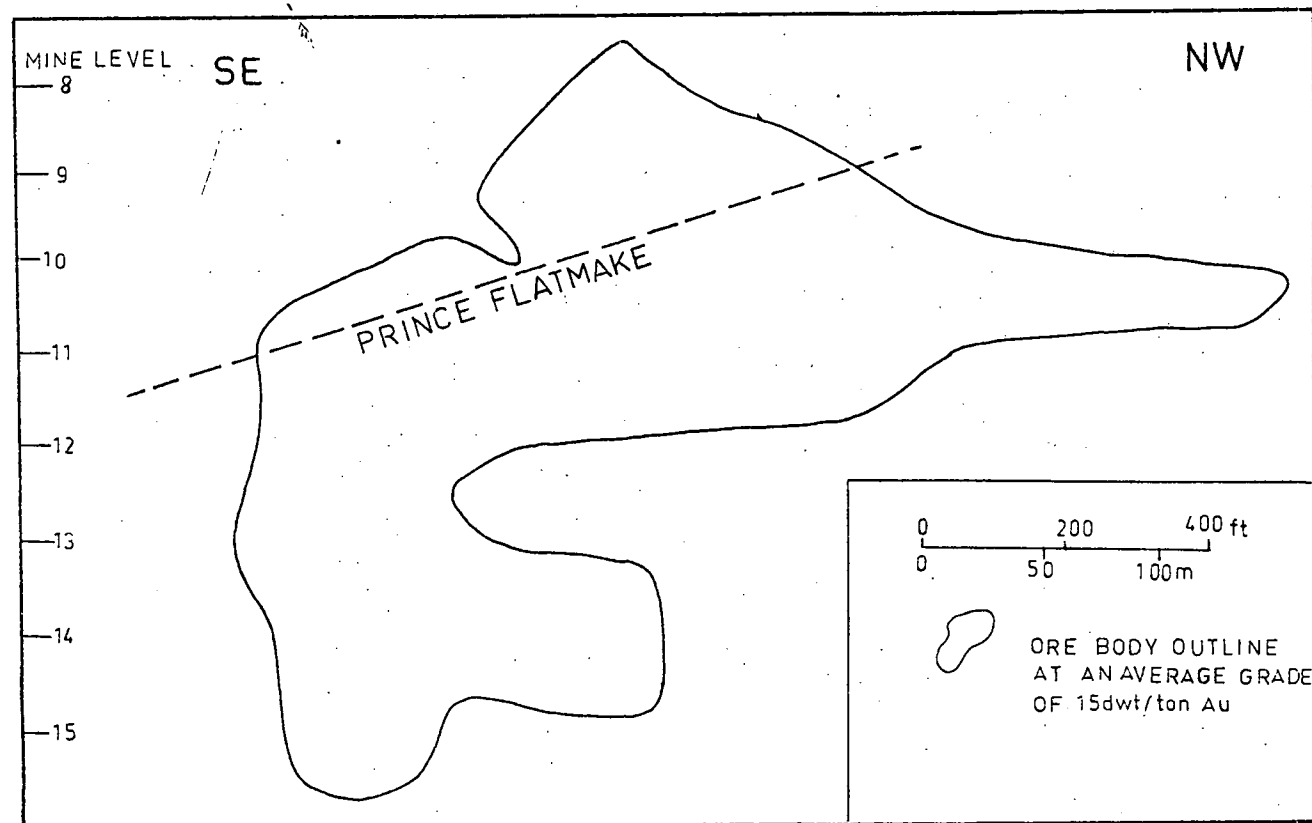 MINE LEVEL
SE
NW
8
9
10
11
12
13
14
15
PRINCE FLATMAKE
0 200 400 ft
0 50 100m
ORE BODY OUTLINE
AT AN AVERAGE GRADE
OF 15dwt/ton Au